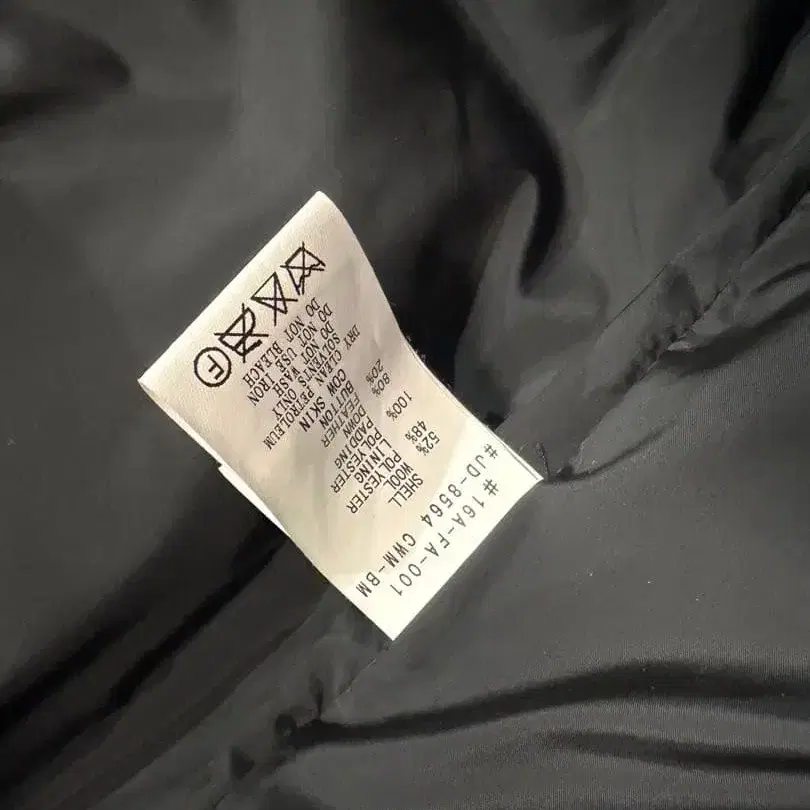 #16A-FA-001
#JD-8564 CWM-BM
SHELL
52% WOOL
48% POLYESTER
LINING
100% POLYESTER
PADDING
80% DOWN
20% FEATHER
BUTTON
COW SKIN
DRY CLEAN PETROLEUM
SOLVENTS ONLY
DO NOT WASH
DO NOT USE IRON
DO NOT BLEACH
F